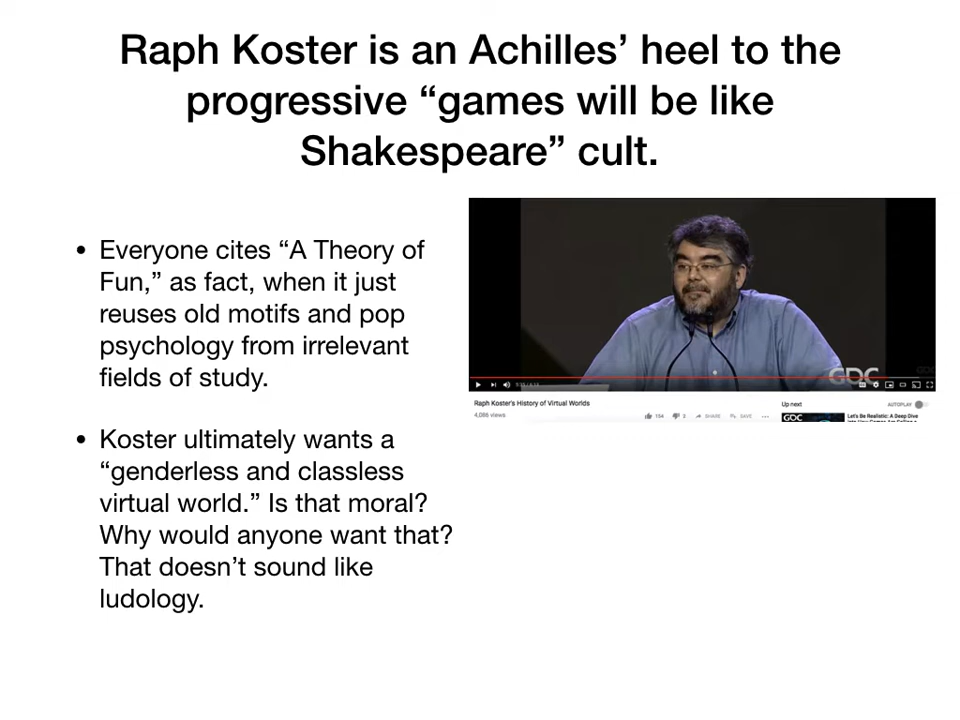 Raph Koster is an Achilles’ heel to the
progressive “games will be like
Shakespeare” cult.
• Everyone cites “A Theory of
Fun,” as fact, when it just
reuses old motifs and pop
psychology from irrelevant
fields of study.
• Koster ultimately wants a
“genderless and classless
virtual world.” Is that moral?
Why would anyone want that?
That doesn’t sound like
ludology.
GDC
Raph Koster's History of Virtual Worlds
4,086 views
154
2
SHARE
SAVE
Up next
AUTOPLAY
GDC
Let's Be Realistic: A Deep Dive